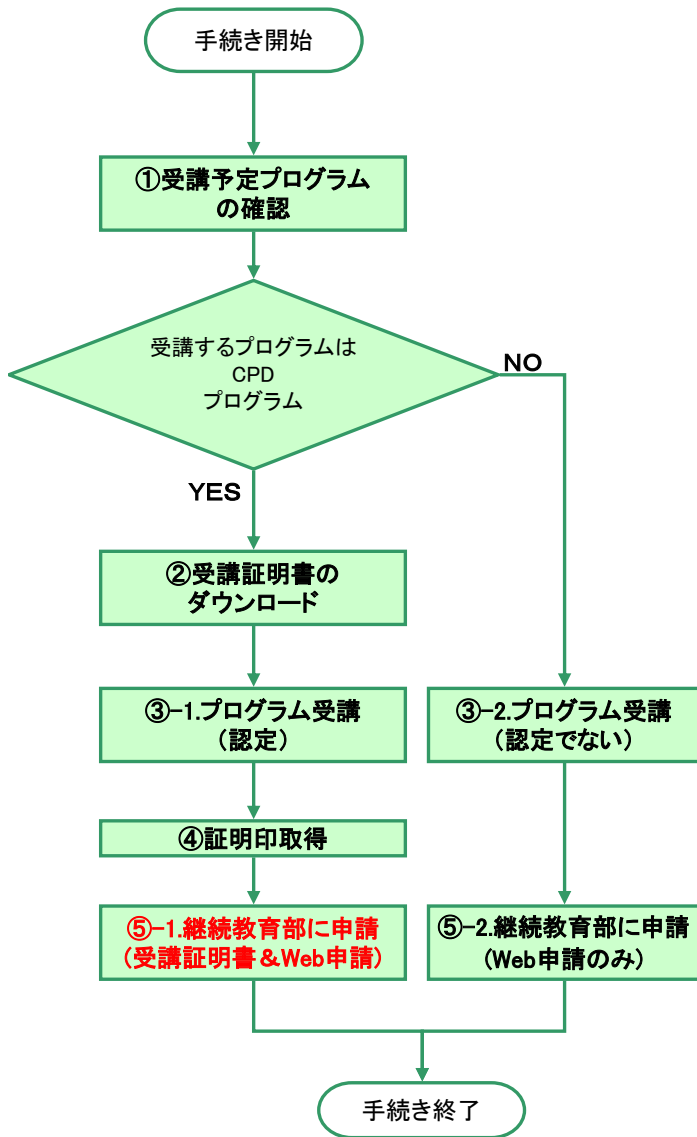 手続き開始
①受講予定プログラム
の確認
受講するプログラムは
CPD
プログラム
NO
YES
②受講証明書の
ダウンロード
③-1.プログラム受講
（認定）
③-2.プログラム受講
（認定でない）
④証明印取得
⑤-1.継続教育部に申請
（受講証明書＆Web申請）
⑤-2.継続教育部に申請
（Web申請のみ）
手続き終了